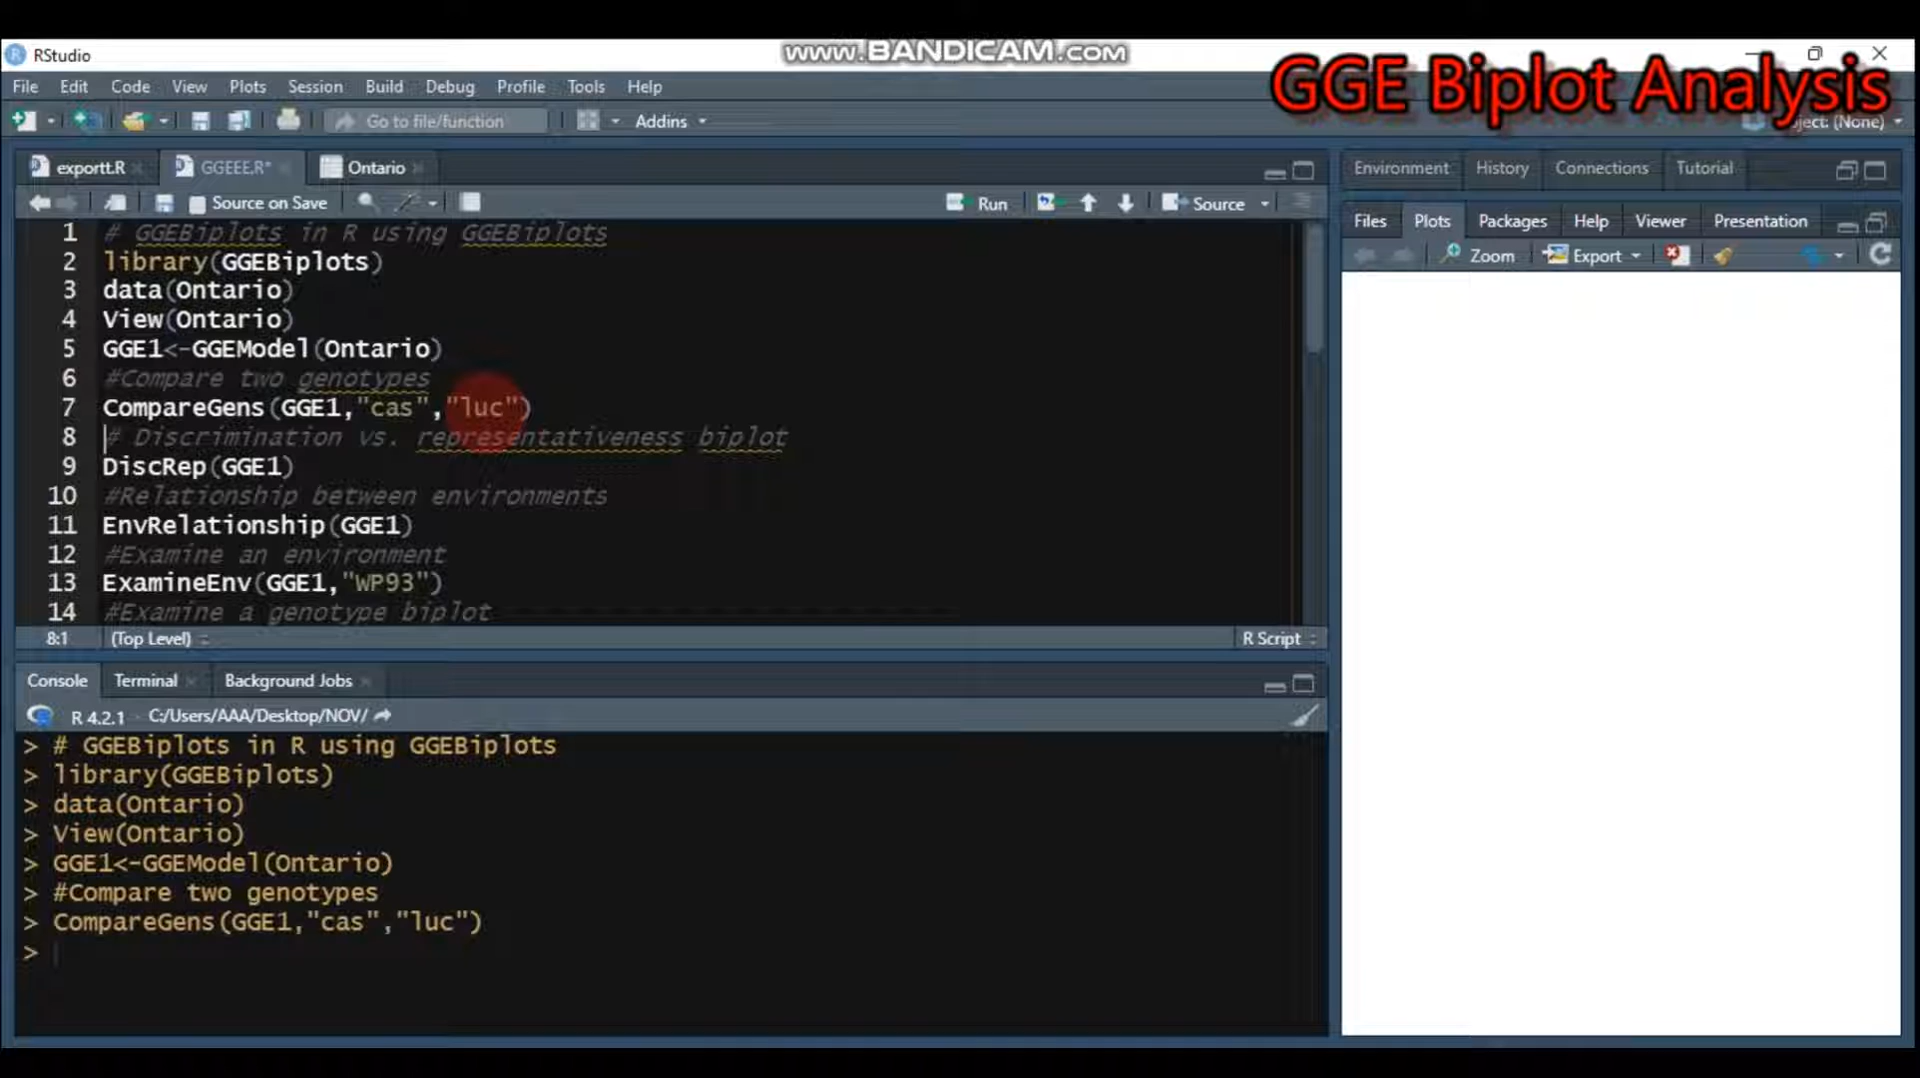 www.BANDICAM.com
RStudio
GGE Biplot Analysis
File Edit Code View Plots Session Build Debug Profile Tools Help
Go to file/function Addins
ject: (None)
exportt.R GGEEE.R* Ontario
Source on Save Run Source
1 # GGEBiplots in R using GGEBiplots
2 library(GGEBiplots)
3 data(Ontario)
4 View(Ontario)
5 GGE1<-GGEModel(Ontario)
6 #Compare two genotypes
7 CompareGens(GGE1,"cas","luc")
8 # Discrimination vs. representativeness biplot
9 DiscRep(GGE1)
10 #Relationship between environments
11 EnvRelationship(GGE1)
12 #Examine an environment
13 ExamineEnv(GGE1,"WP93")
14 #Examine a genotype biplot
8:1 (Top Level) R Script
Console Terminal Background Jobs
R 4.2.1 · C:/Users/AAA/Desktop/NOV/
> # GGEBiplots in R using GGEBiplots
> library(GGEBiplots)
> data(Ontario)
> View(Ontario)
> GGE1<-GGEModel(Ontario)
> #Compare two genotypes
> CompareGens(GGE1,"cas","luc")
>
Environment History Connections Tutorial
Files Plots Packages Help Viewer Presentation
Zoom Export